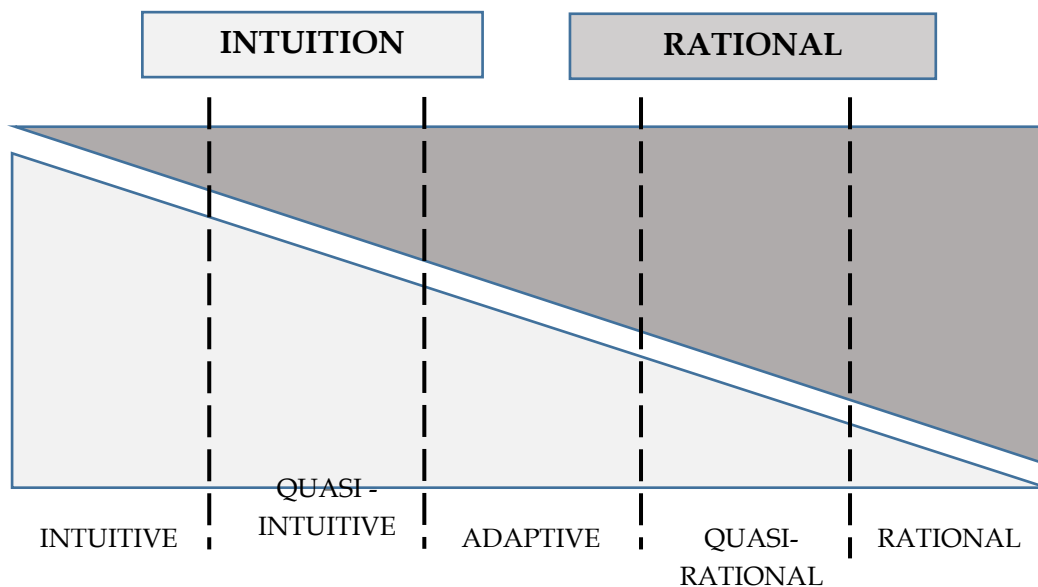 INTUITION
RATIONAL
QUASI -
INTUITIVE
INTUITIVE
ADAPTIVE
QUASI-
RATIONAL
RATIONAL